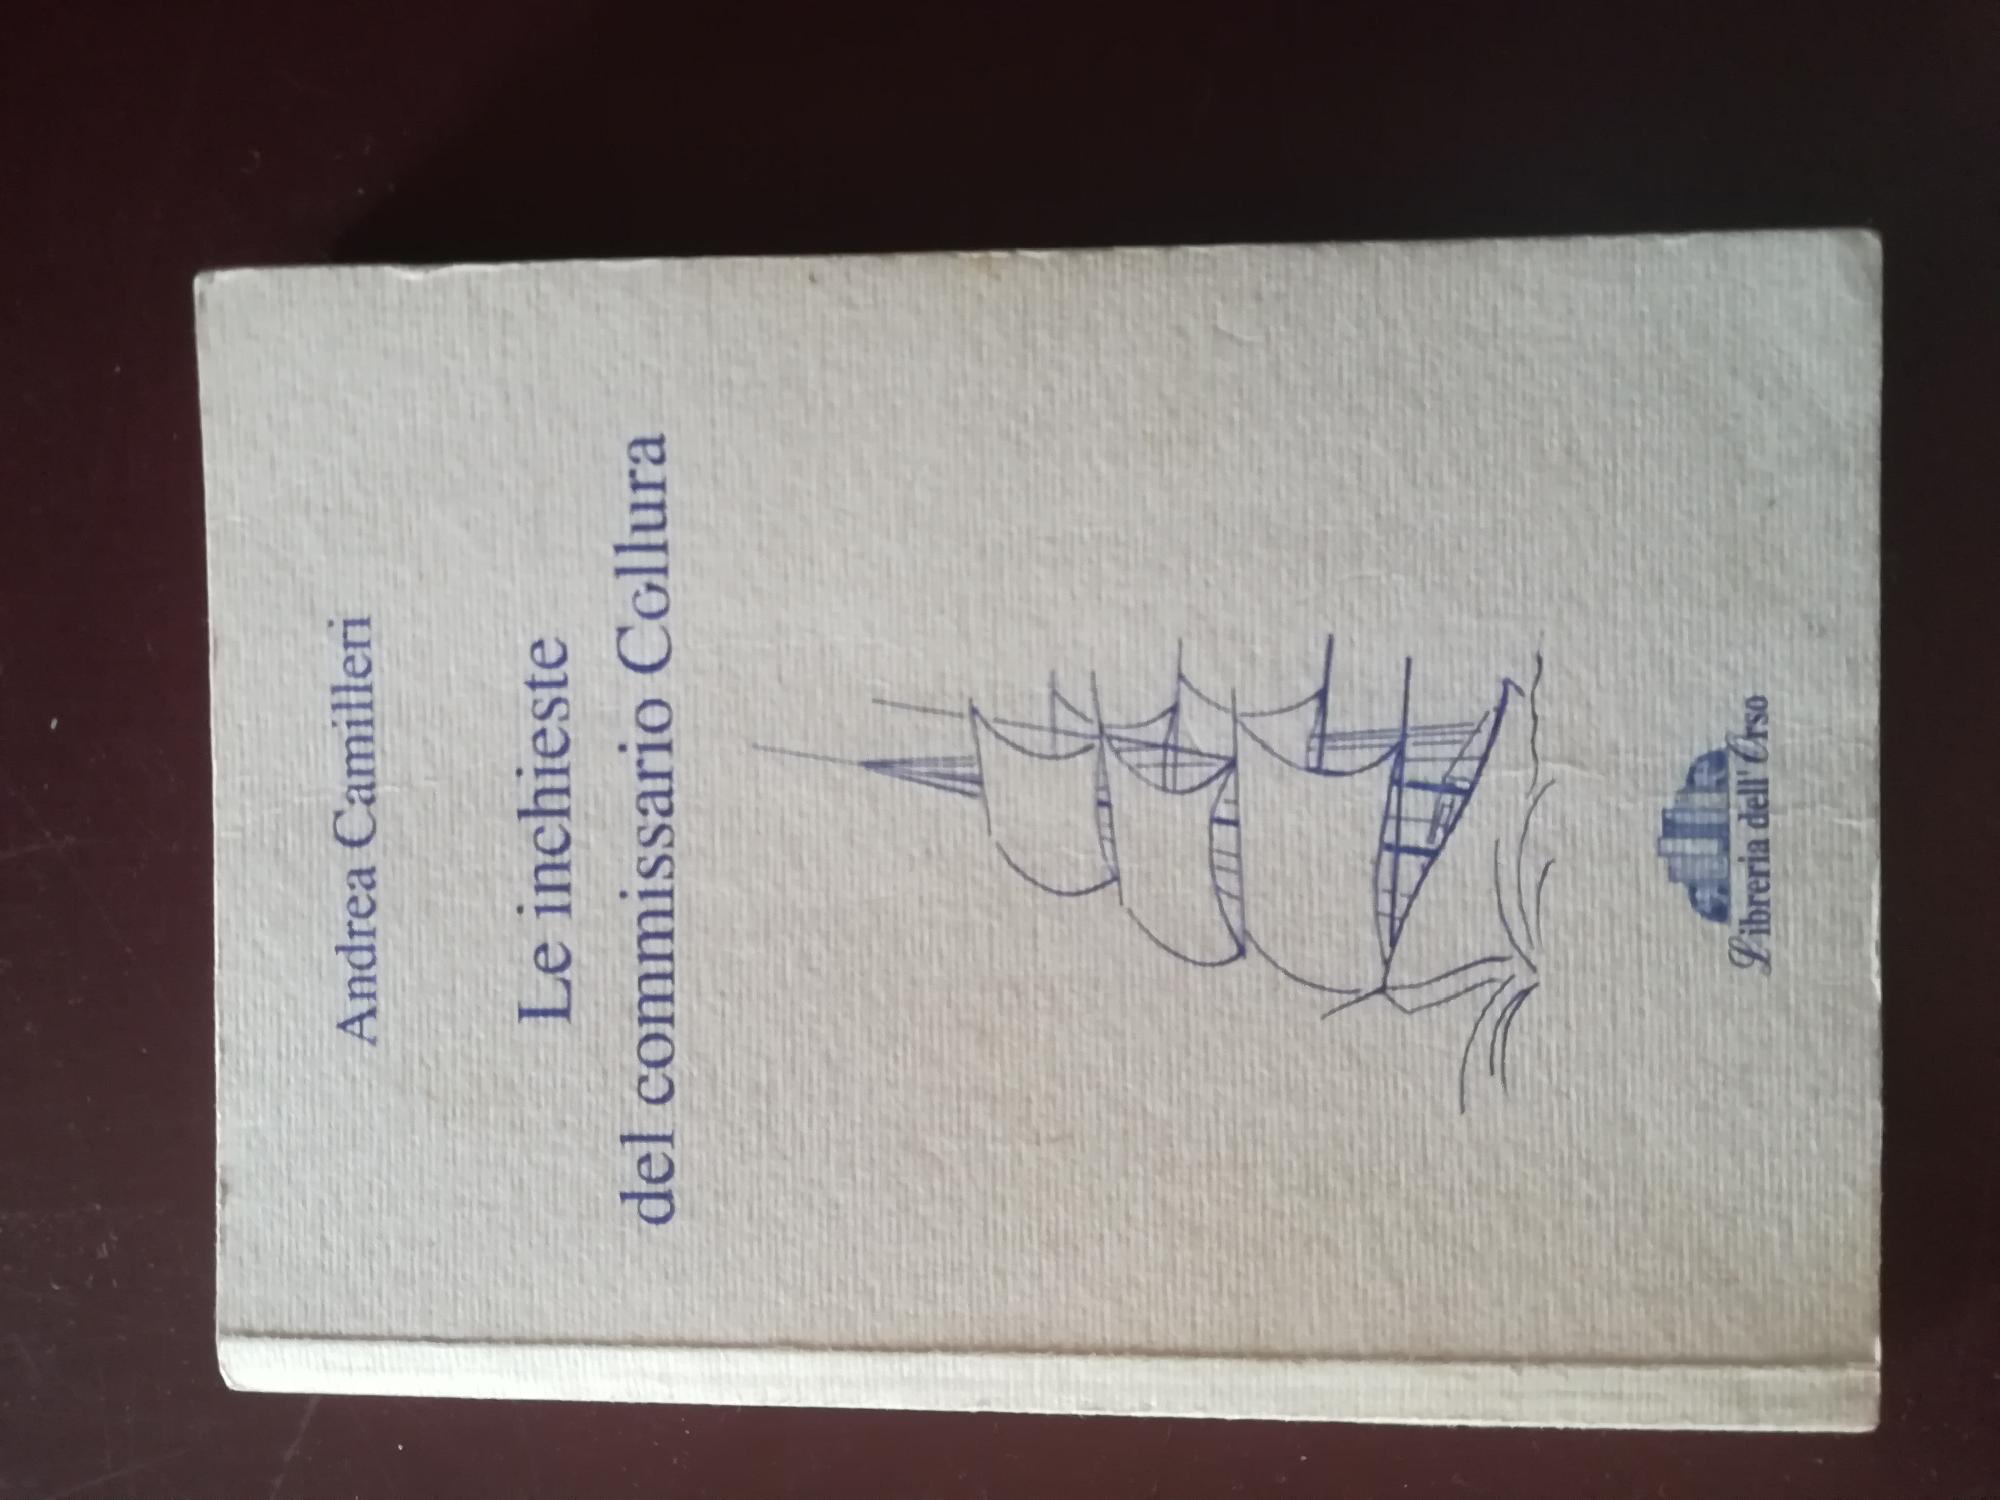 Andrea Camilleri
Le inchieste
del commissario Collura
Libreria dell'Orso